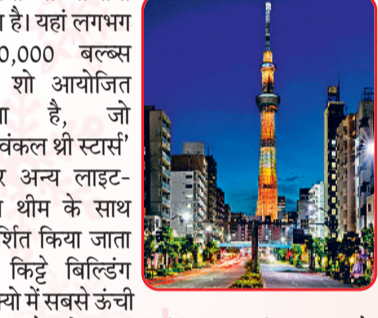 है। यहां लगभग
0,000 बल्ब्स
शो आयोजित
है, जो
वंकल थ्री स्टार्स’
अन्य लाइट-
थीम के साथ
र्शित किया जाता
किट्टे बिल्डिंग
क्यो में सबसे ऊंची